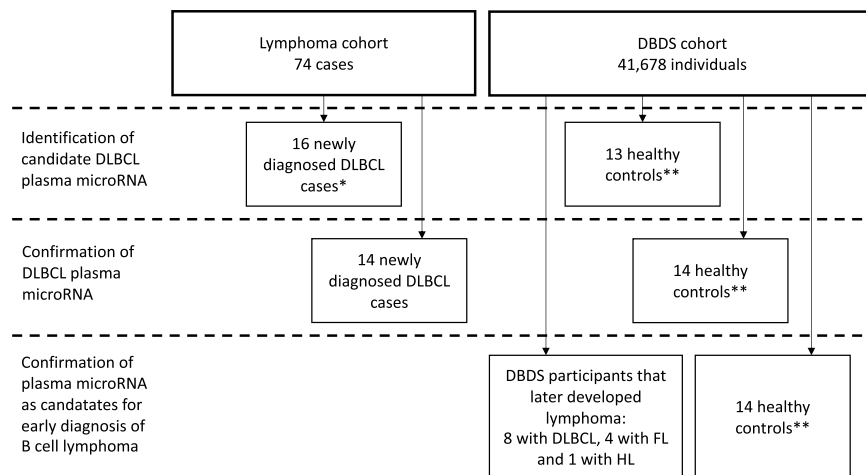 Lymphoma cohort
74 cases
DBDS cohort
41,678 individuals
Identification of
candidate DLBCL
plasma microRNA
16 newly
diagnosed DLBCL
cases*
13 healthy
controls**
Confirmation of
DLBCL plasma
microRNA
14 newly
diagnosed DLBCL
cases
14 healthy
controls**
Confirmation of
plasma microRNA
as candatates for
early diagnosis of
B cell lymphoma
DBDS participants that
later developed
lymphoma:
8 with DLBCL, 4 with FL
and 1 with HL
14 healthy
controls**